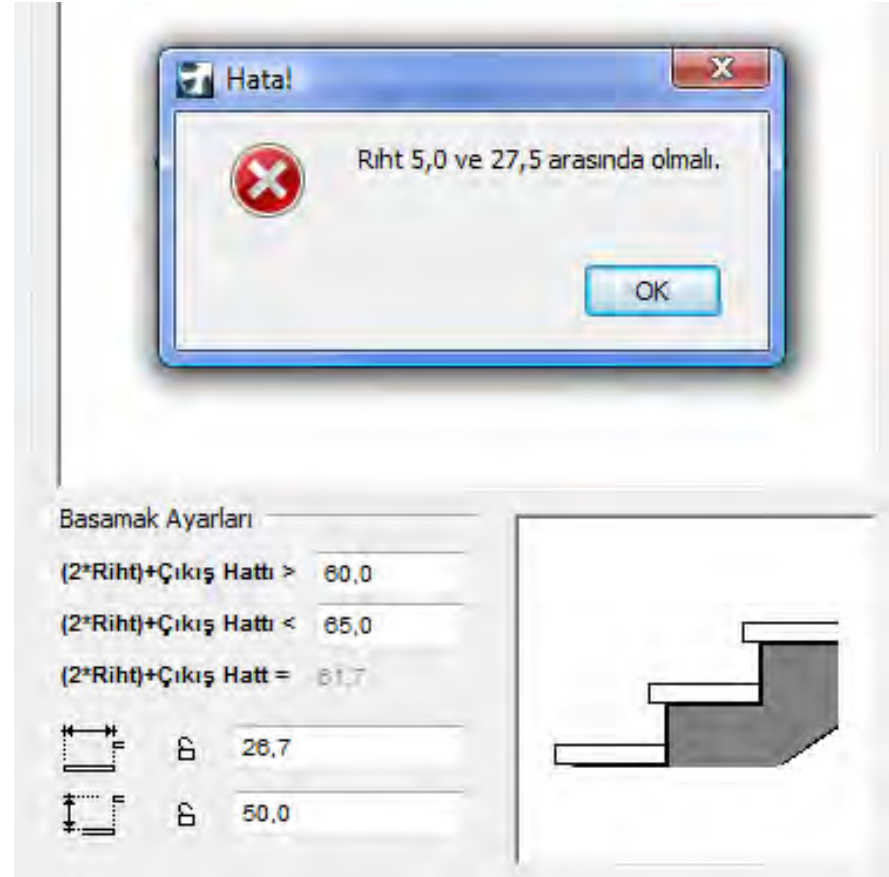 Hata!
Rıht 5,0 ve 27,5 arasında olmalı.
OK
Basamak Ayarları
(2*Riht)+Çıkış Hattı > 60,0
(2*Riht)+Çıkış Hattı < 65,0
(2*Riht)+Çıkış Hatt = 61,7
26,7
50,0